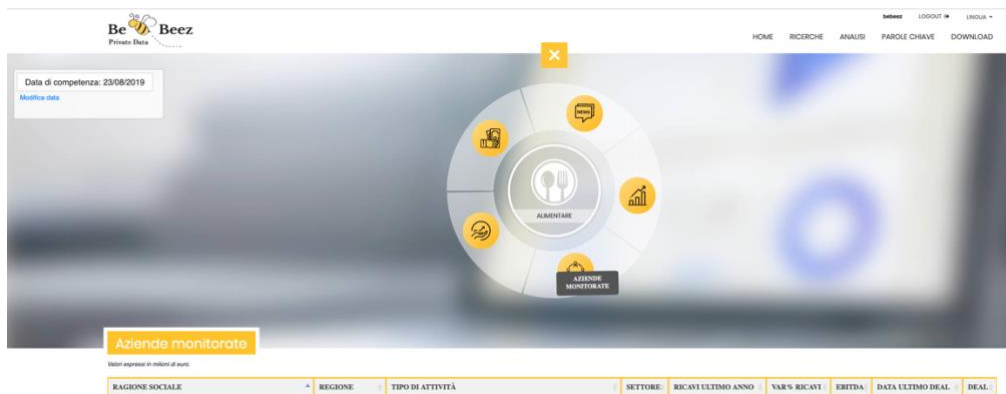 Be Beez
Private Data
bebeez LOGOUT LINGUA
HOME RICERCHE ANALISI PAROLE CHIAVE DOWNLOAD
Data di competenza: 23/08/2019
Modifica data
NEWS
ALIMENTARE
AZIENDE
MONITORATE
Aziende monitorate
Valori espressi in milioni di euro.
RAGIONE SOCIALE REGIONE TIPO DI ATTIVITÀ SETTORE RICAVI ULTIMO ANNO VAR% RICAVI EBITDA DATA ULTIMO DEAL DEAL